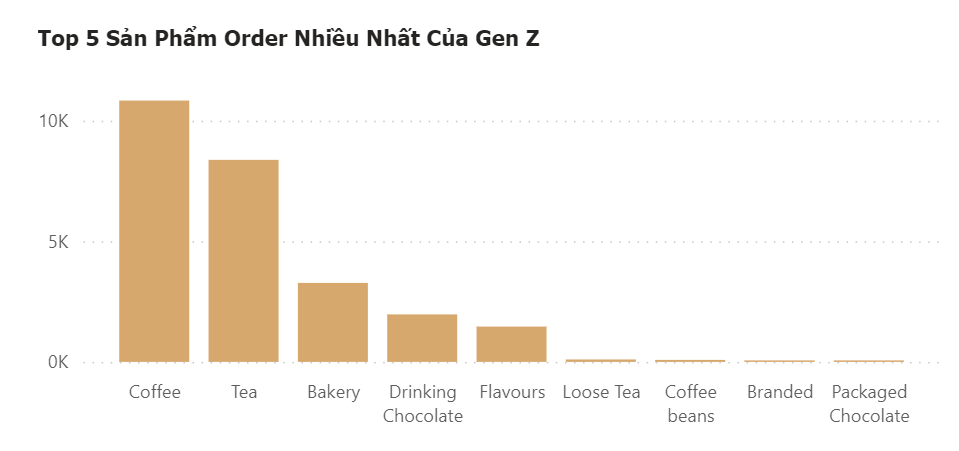 Top 5 Sản Phẩm Order Nhiều Nhất Của Gen Z
10K
5K
0K
Coffee
Tea
Bakery
Drinking
Chocolate
Flavours
Loose Tea
Coffee
beans
Branded
Packaged
Chocolate